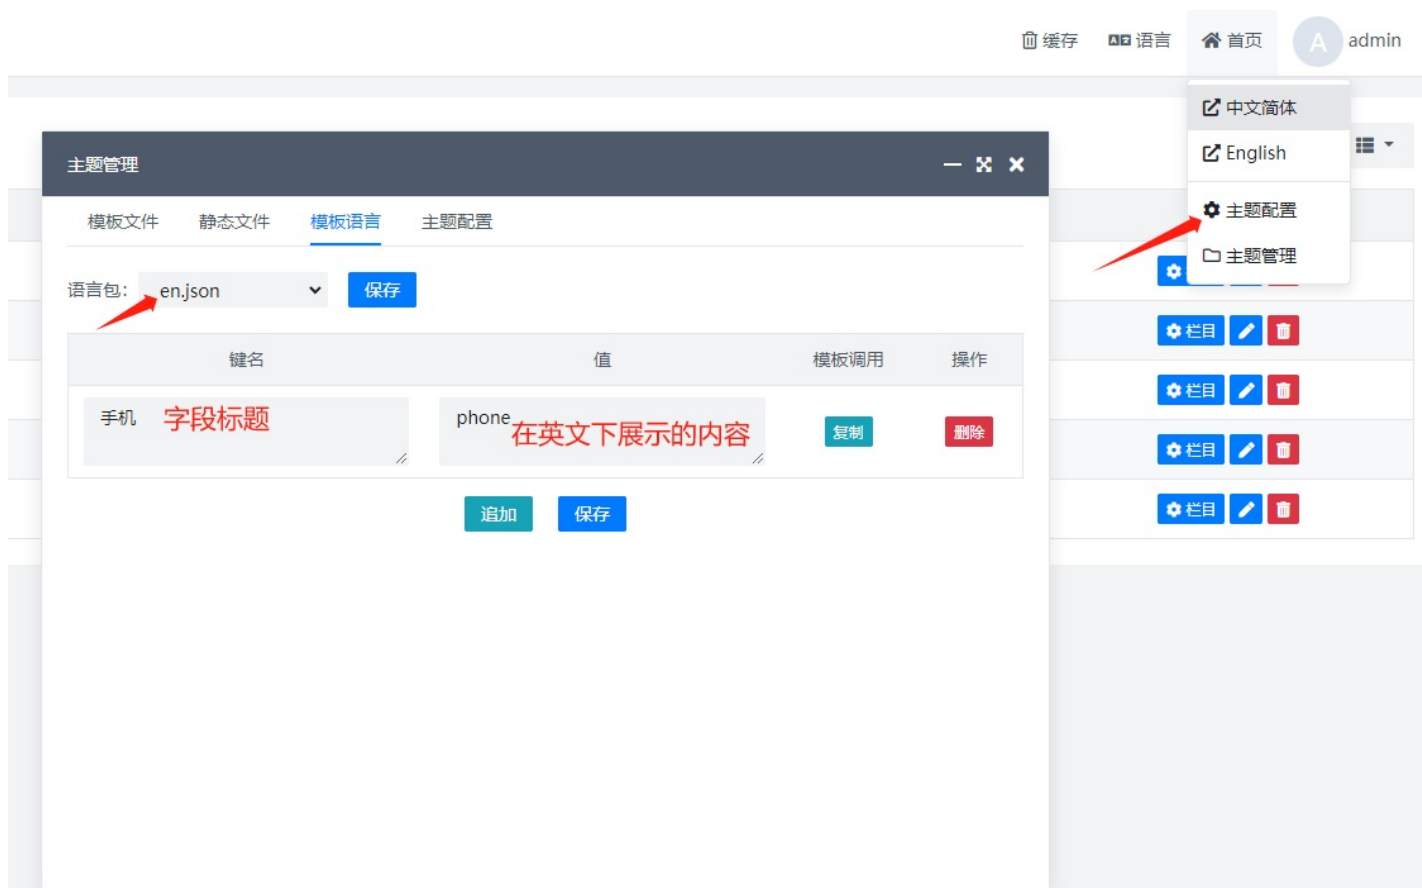 缓存 语言 首页 A admin
中文简体
English
主题配置
主题管理
主题管理
模板文件 静态文件 模板语言 主题配置
语言包: en.json 保存
键名 值 模板调用 操作
手机 字段标题 phone 在英文下展示的内容 复制 删除
追加 保存
栏目
栏目
栏目
栏目